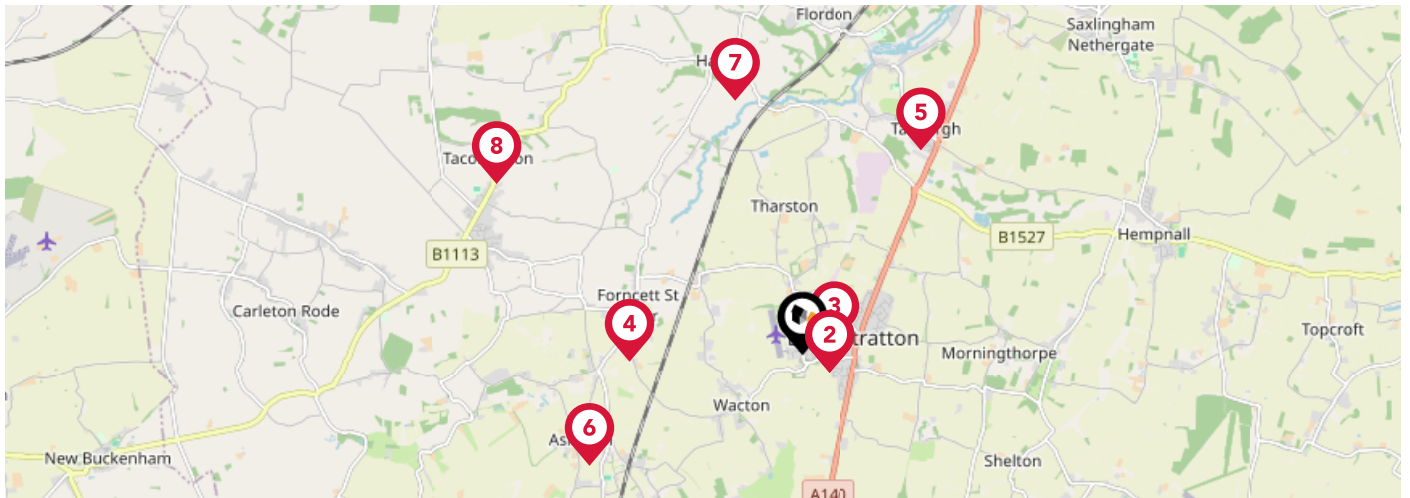 Flordon
Saxlingham
Nethergate
7
5
8
Tharston
B1113
B1527
Hempnall
Forncett St
Carleton Rode
4
3
2
Topcroft
Morningthorpe
Wacton
6
New Buckenham
Shelton
A140